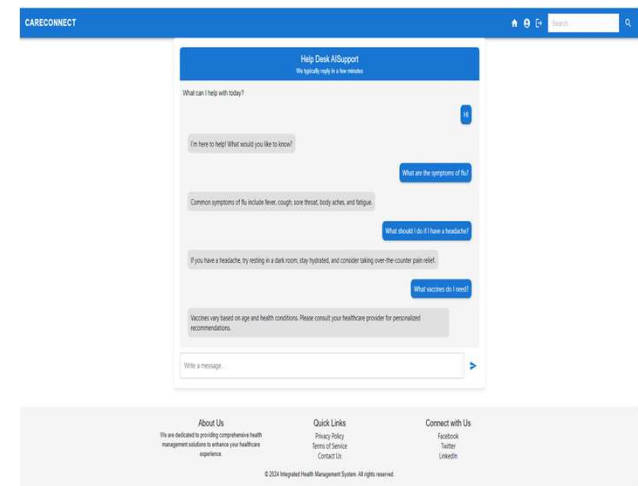 CARECONNECT
Search...
Help Desk AISupport
We typically reply in a few minutes
What can I help with today?
Hi
I'm here to help! What would you like to know?
What are the symptoms of flu?
Common symptoms of flu include fever, cough, sore throat, body aches, and fatigue.
What should I do if I have a headache?
If you have a headache, try resting in a dark room, stay hydrated, and consider taking over-the-counter pain relief.
What vaccines do I need?
Vaccines vary based on age and health conditions. Please consult your healthcare provider for personalized
recommendations.
Write a message...
About Us
We are dedicated to providing comprehensive health
management solutions to enhance your healthcare
experience.
Quick Links
Privacy Policy
Terms of Service
Contact Us
Connect with Us
Facebook
Twitter
LinkedIn
© 2024 Integrated Health Management System. All rights reserved.